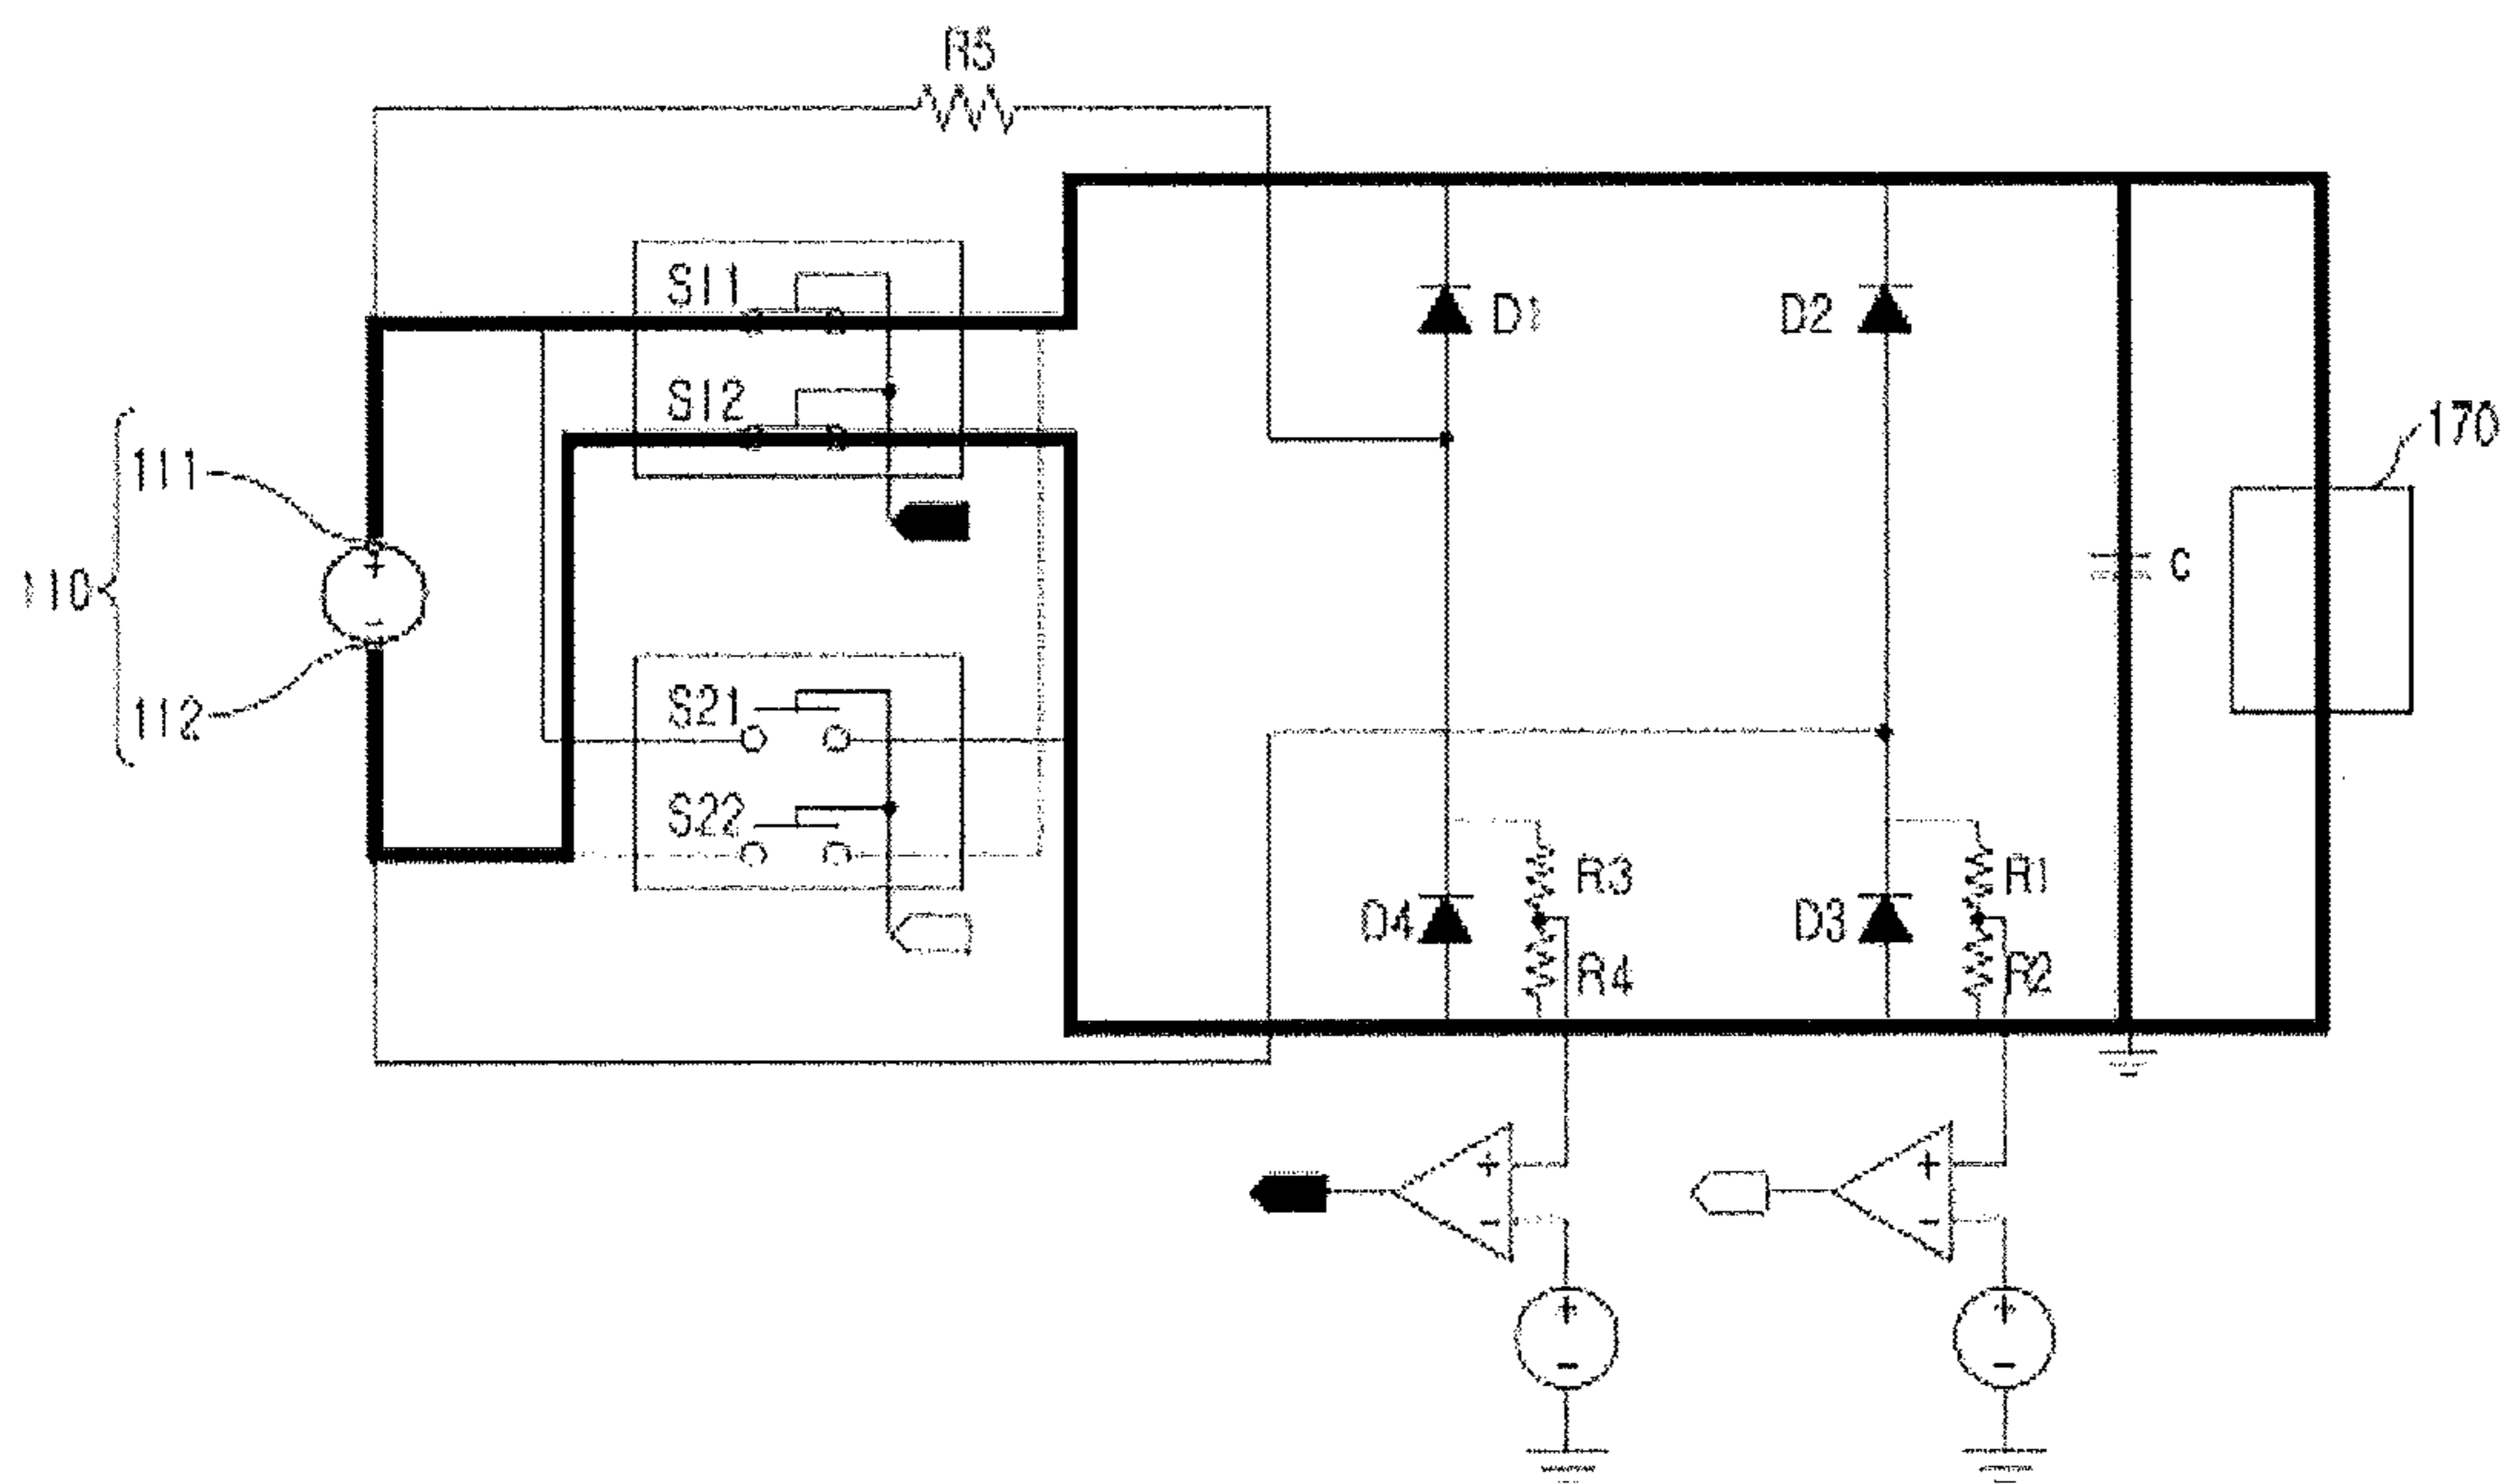 R5
S11
D1
D2
S12
170
111
110
C
112
S21
S22
R3
R1
D4
D3
R4
R2
+
-
+
-
+
-
+
-
+
-